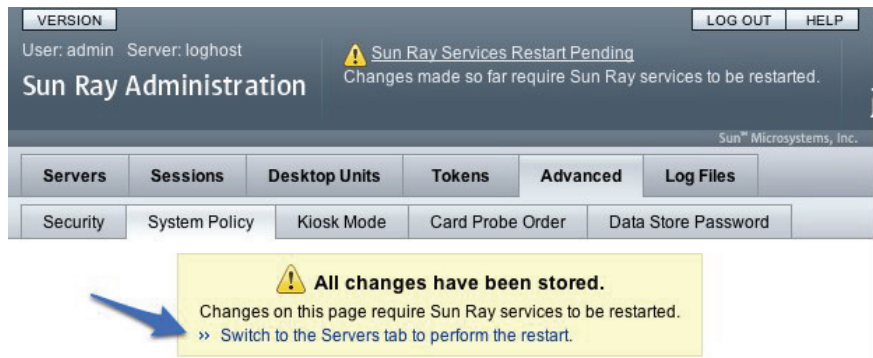 VERSION
LOG OUT HELP
User: admin Server: loghost
Sun Ray Administration
Sun Ray Services Restart Pending
Changes made so far require Sun Ray services to be restarted.
Sun™ Microsystems, Inc.
Servers Sessions Desktop Units Tokens Advanced Log Files
Security System Policy Kiosk Mode Card Probe Order Data Store Password
All changes have been stored.
Changes on this page require Sun Ray services to be restarted.
›› Switch to the Servers tab to perform the restart.